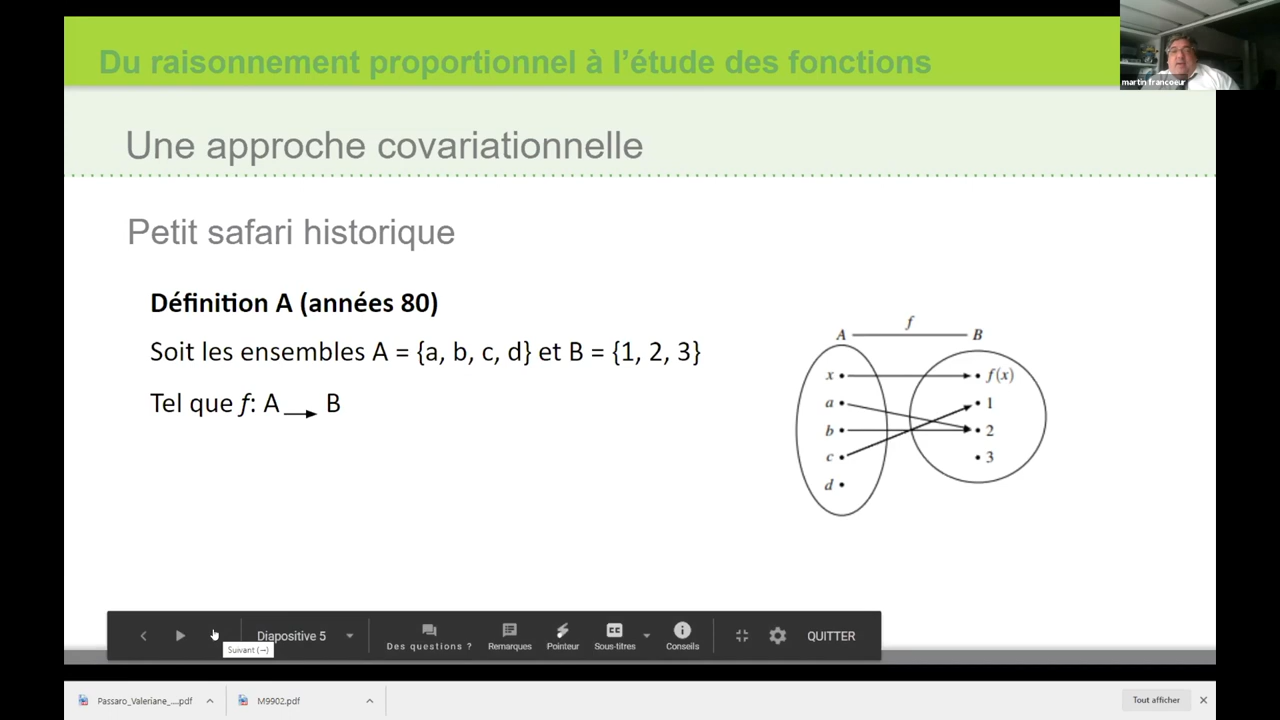 Du raisonnement proportionnel à l'étude des fonctions
martin francoeur
Une approche covariationnelle
Petit safari historique
Définition A (années 80)
Soit les ensembles A = {a, b, c, d} et B = {1, 2, 3}
Tel que f: A → B
f
A B
x f(x)
a 1
b 2
c 3
d
Diapositive 5
Des questions ?
Remarques
Pointeur
Sous-titres
Conseils
QUITTER
Suivant (→)
Passaro_Valeriane_....pdf
M9902.pdf
Tout afficher